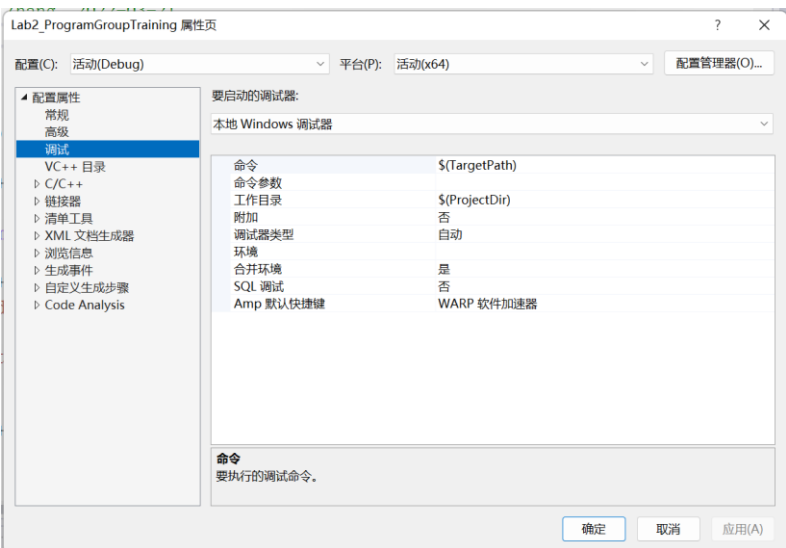 Lab2_ProgramGroupTraining 属性页
配置(C): 活动(Debug) 平台(P): 活动(x64) 配置管理器(O)...
配置属性
常规
高级
调试
VC++ 目录
C/C++
链接器
清单工具
XML 文档生成器
浏览信息
生成事件
自定义生成步骤
Code Analysis
要启动的调试器:
本地 Windows 调试器
命令 $(TargetPath)
命令参数
工作目录 $(ProjectDir)
附加 否
调试器类型 自动
环境
合并环境 是
SQL 调试 否
Amp 默认快捷键 WARP 软件加速器
命令
要执行的调试命令。
确定 取消 应用(A)